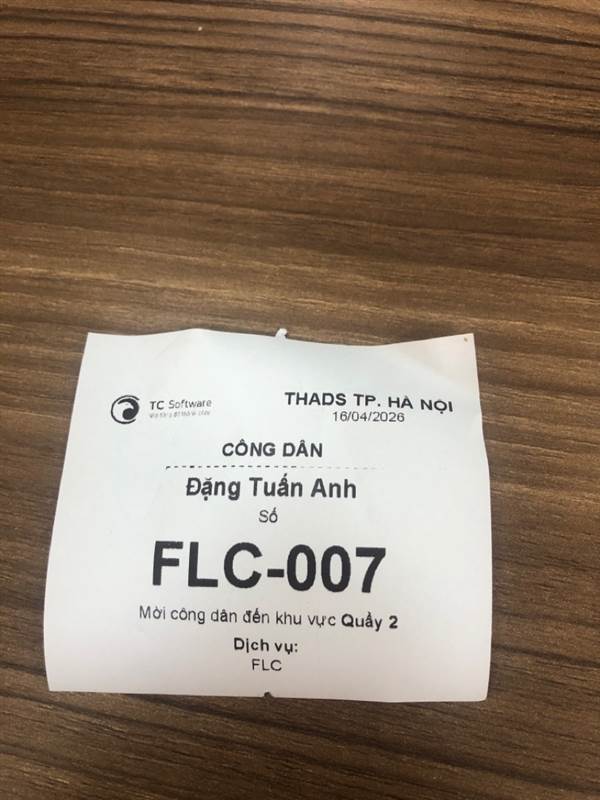 TC Software
THADS TP. HÀ NỘI
16/04/2026
CÔNG DÂN
Đặng Tuấn Anh
Số
FLC-007
Mời công dân đến khu vực Quầy 2
Dịch vụ:
FLC